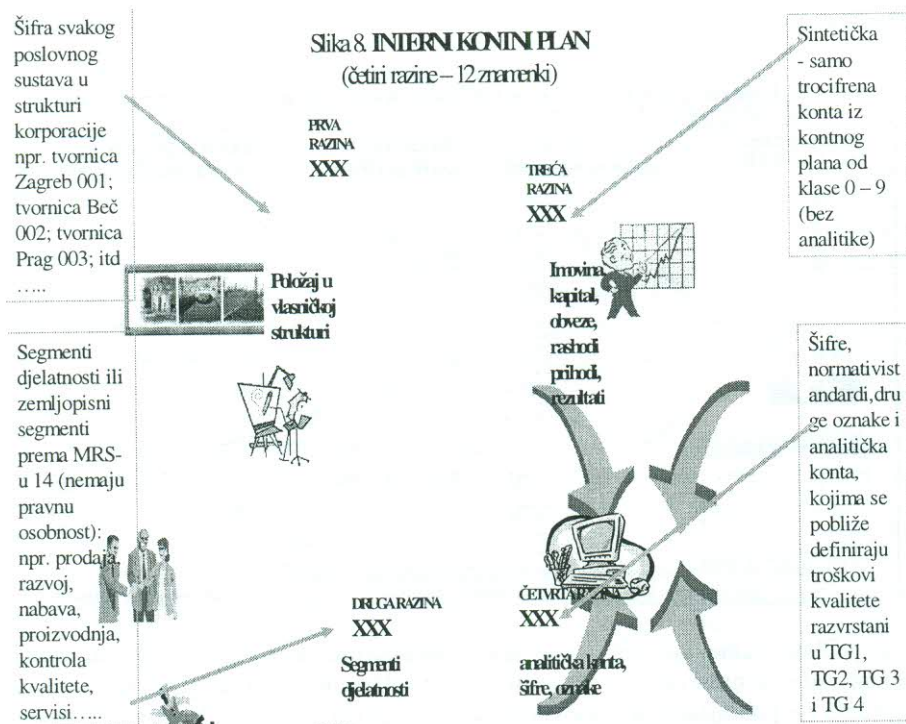 Šifra svakog
poslovnog
sustava u
strukturi
korporacije
npr. tvornica
Zagreb 001;
tvornica Beč
002; tvornica
Prag 003; itd
…..
Slika 8. INTERNI KONTNI PLAN
(četiri razine – 12 znamenki)
PRVA
RAZINA
XXX
Položaj u
vlasničkoj
strukturi
TREĆA
RAZINA
XXX
Imovina,
kapital,
obveze,
rashodi
prihodi,
rezultati
Sintetička
- samo
trocifrena
konta iz
kontnog
plana od
klase 0 – 9
(bez
analitike)
Segmenti
djelatnosti ili
zemljopisni
segmenti
prema MRS-
u 14 (nemaju
pravnu
osobnost):
npr. prodaja,
razvoj,
nabava,
proizvodnja,
kontrola
kvalitete,
servisi…..
DRUGA RAZINA
XXX
Segmenti
djelatnosti
ČETVRTA RAZINA
XXX
analitička konta,
šifre, oznake
Šifre,
normativist
andardi,dru
ge oznake i
analitička
konta,
kojima se
pobliže
definiraju
troškovi
kvalitete
razvrstani
u TG1,
TG2, TG 3
i TG 4